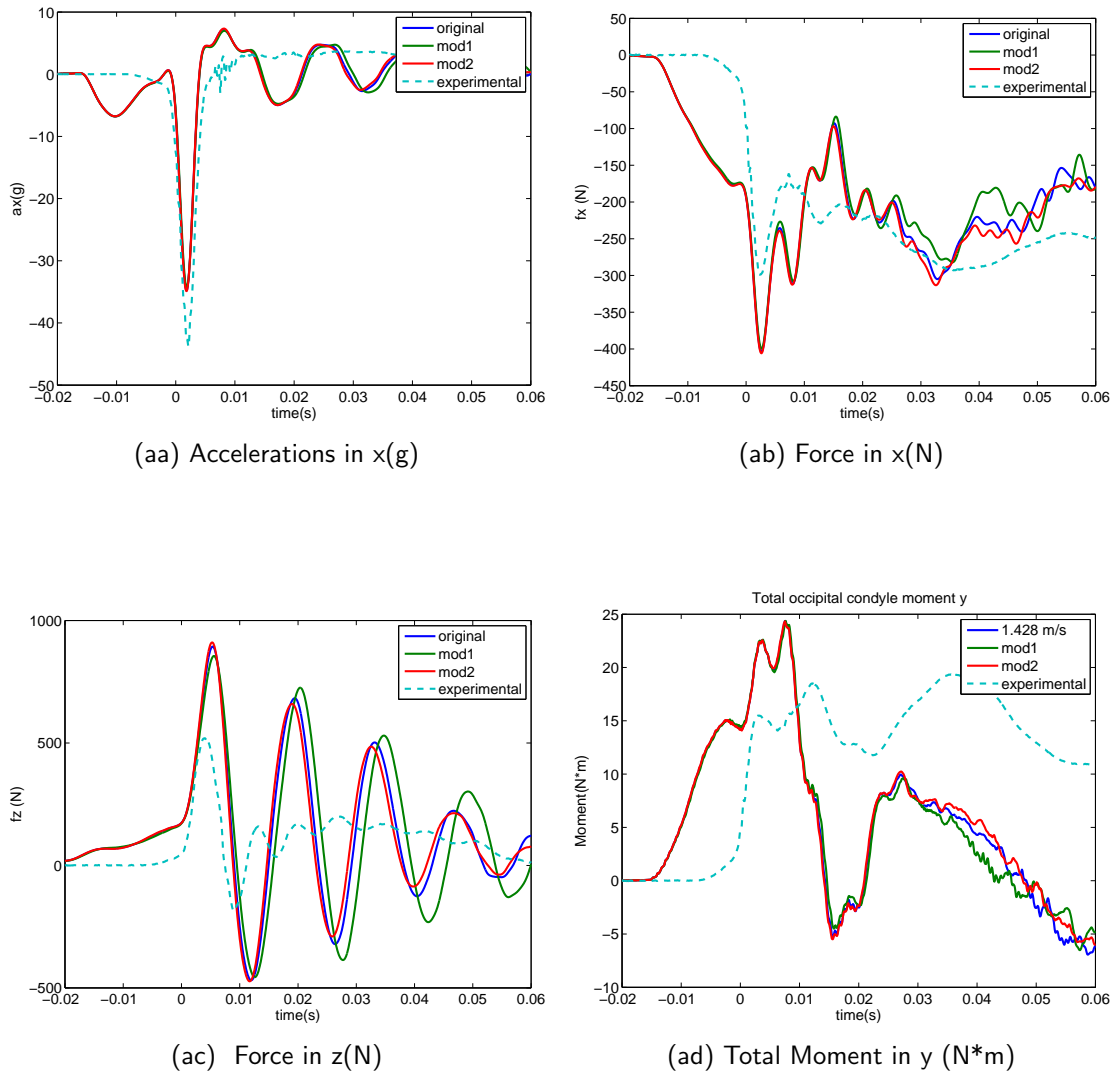 10
0
−10
−20
−30
−40
−50
ax(g)
−0.02 −0.01 0 0.01 0.02 0.03 0.04 0.05 0.06
time(s)
original
mod1
mod2
experimental
(aa) Accelerations in x(g)
50
0
−50
−100
−150
−200
−250
−300
−350
−400
−450
fx (N)
−0.02 −0.01 0 0.01 0.02 0.03 0.04 0.05 0.06
time(s)
original
mod1
mod2
experimental
(ab) Force in x(N)
1000
500
0
−500
fz (N)
−0.02 −0.01 0 0.01 0.02 0.03 0.04 0.05 0.06
time(s)
original
mod1
mod2
experimental
(ac) Force in z(N)
Total occipital condyle moment y
25
20
15
10
5
0
−5
−10
Moment(N*m)
−0.02 −0.01 0 0.01 0.02 0.03 0.04 0.05 0.06
time(s)
1.428 m/s
mod1
mod2
experimental
(ad) Total Moment in y (N*m)